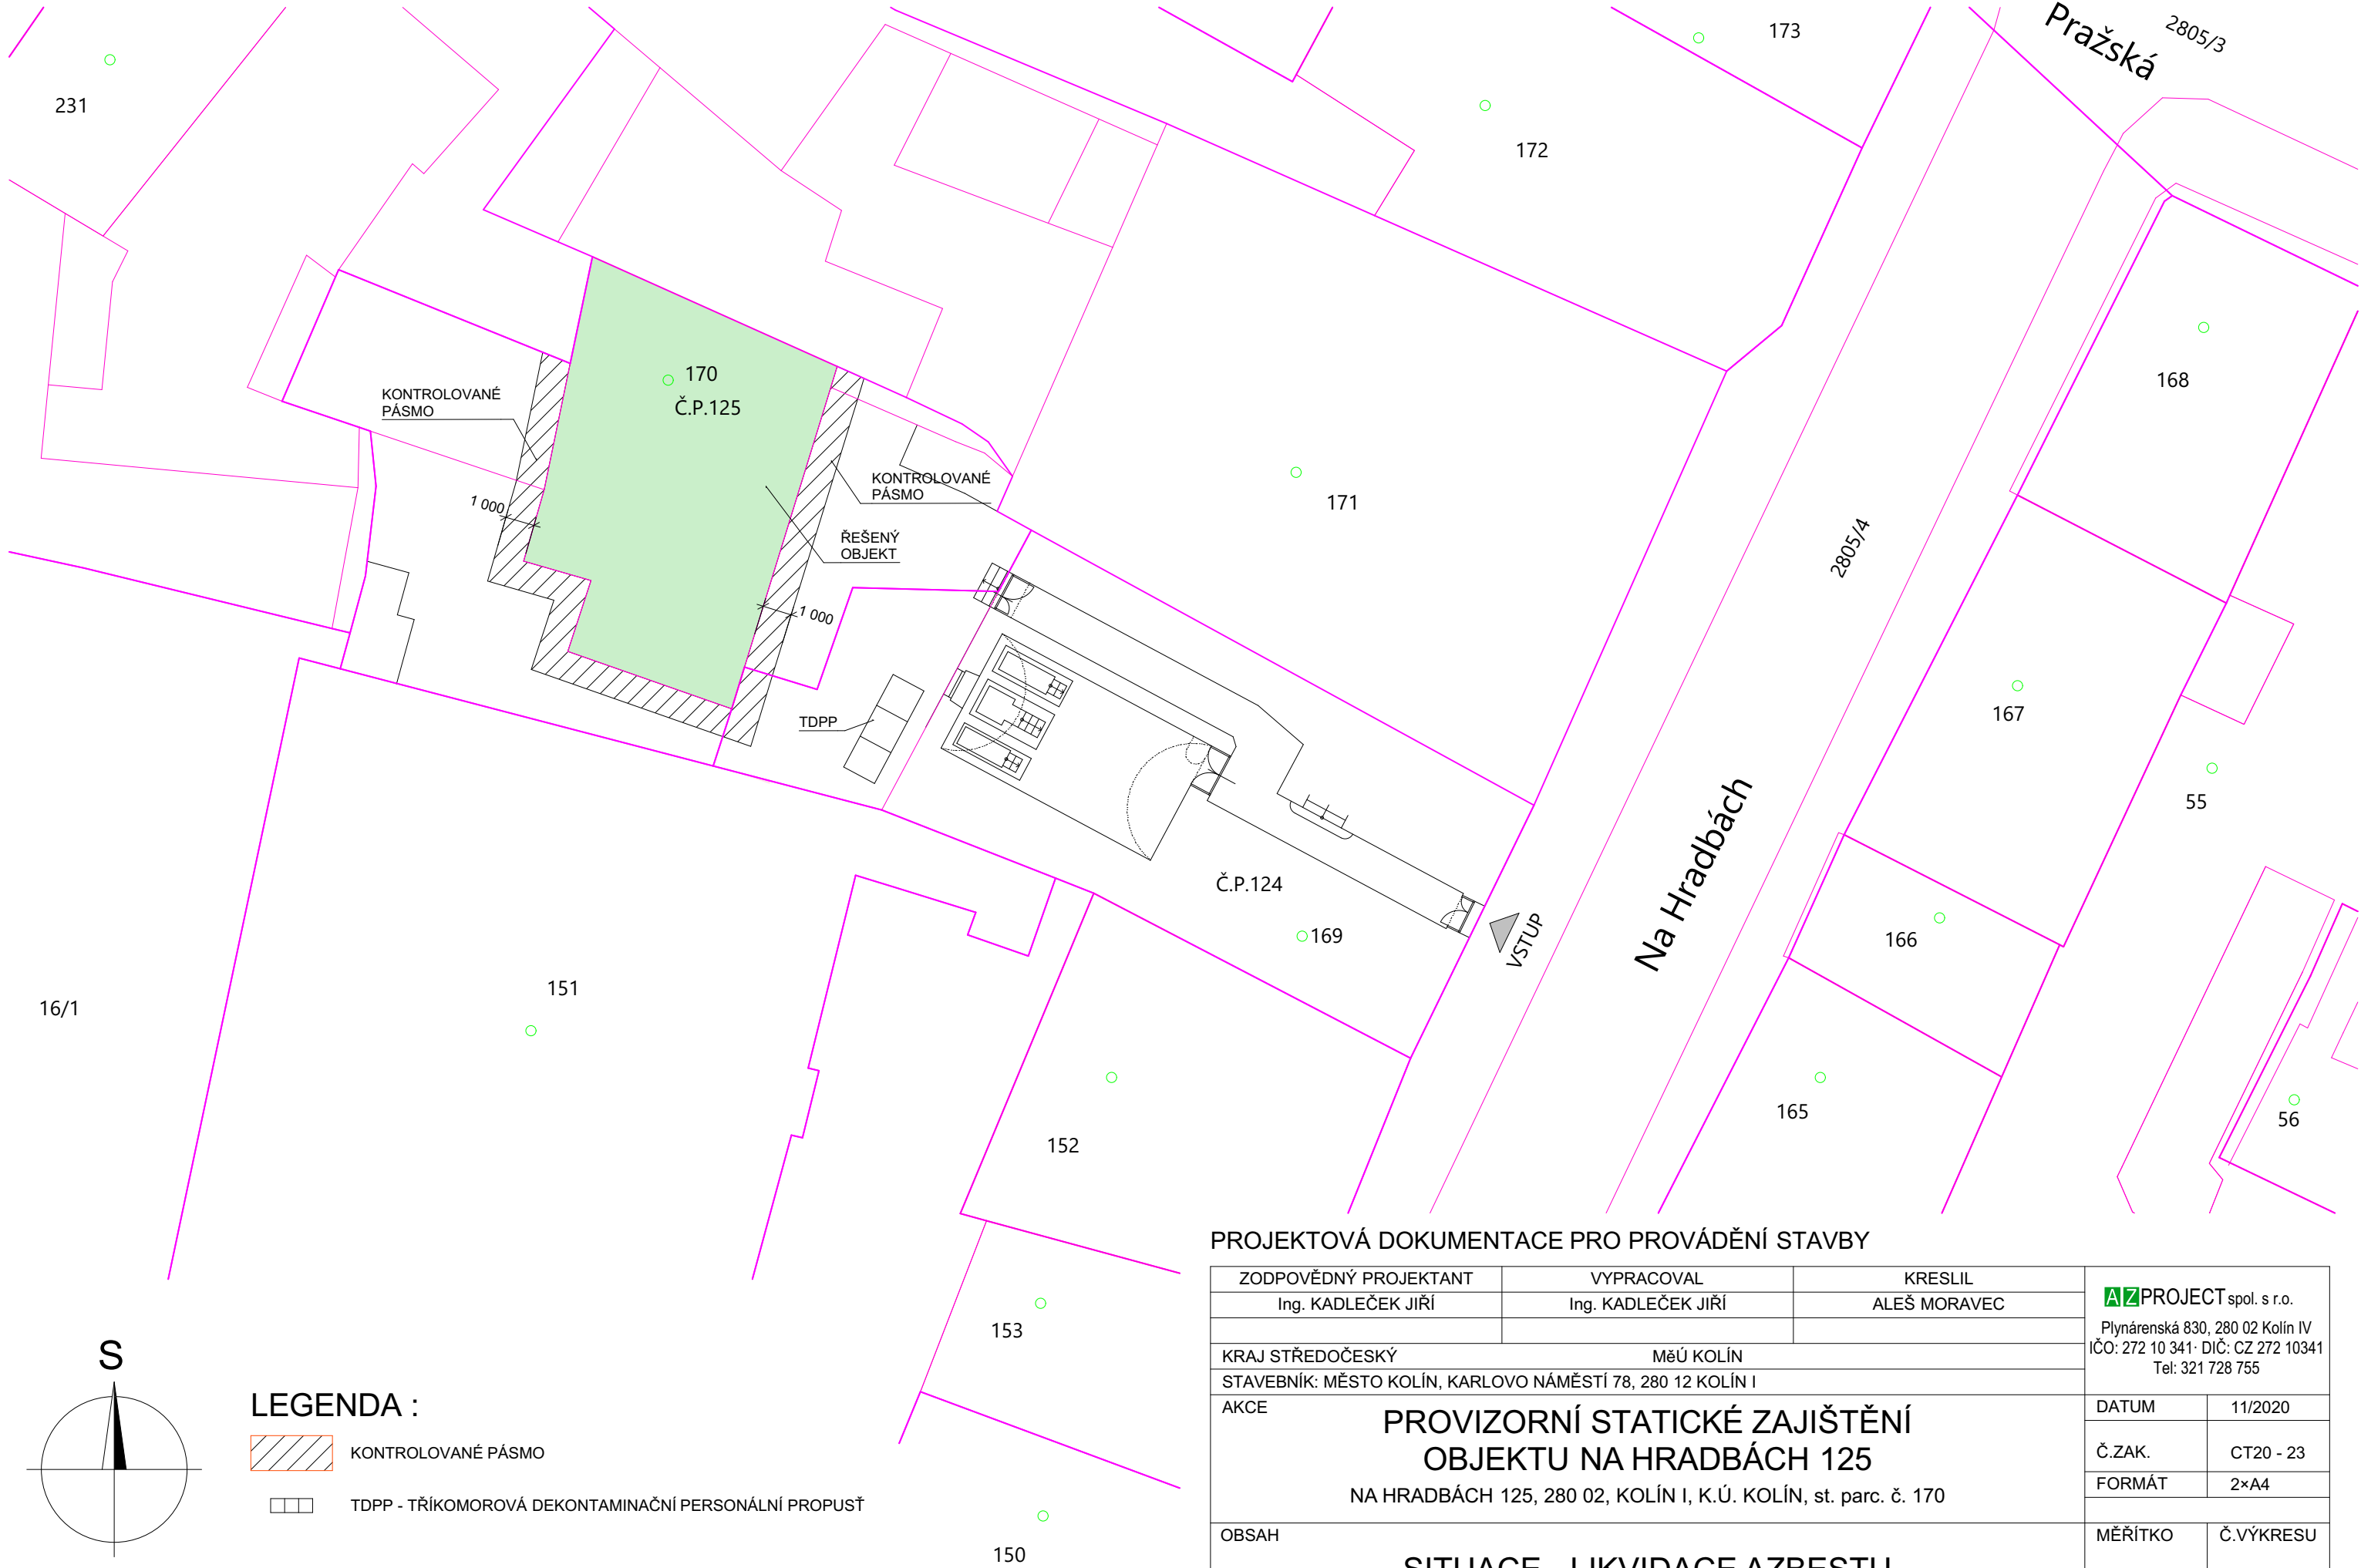 Pražská
2805/3
173
231
172
170
Č.P.125
168
KONTROLOVANÉ
PÁSMO
KONTROLOVANÉ
PÁSMO
171
1 000
ŘEŠENÝ
OBJEKT
2805/4
1 000
167
TDPP
55
Č.P.124
Na Hradbách
169
VSTUP
166
151
16/1
165
56
152
153
150
PROJEKTOVÁ DOKUMENTACE PRO PROVÁDĚNÍ STAVBY
ZODPOVĚDNÝ PROJEKTANT VYPRACOVAL KRESLIL
Ing. KADLEČEK JIŘÍ Ing. KADLEČEK JIŘÍ ALEŠ MORAVEC
AZPROJECT spol. s r.o.
Plynárenská 830, 280 02 Kolín IV
IČO: 272 10 341· DIČ: CZ 272 10341
Tel: 321 728 755
KRAJ STŘEDOČESKÝ MěÚ KOLÍN
STAVEBNÍK: MĚSTO KOLÍN, KARLOVO NÁMĚSTÍ 78, 280 12 KOLÍN I
AKCE
PROVIZORNÍ STATICKÉ ZAJIŠTĚNÍ
OBJEKTU NA HRADBÁCH 125
NA HRADBÁCH 125, 280 02, KOLÍN I, K.Ú. KOLÍN, st. parc. č. 170
DATUM 11/2020
Č.ZAK. CT20 - 23
FORMÁT 2×A4
OBSAH
SITUACE - LIKVIDACE AZBESTU
MĚŘÍTKO Č.VÝKRESU
S
LEGENDA :
KONTROLOVANÉ PÁSMO
TDPP - TŘÍKOMOROVÁ DEKONTAMINAČNÍ PERSONÁLNÍ PROPUSŤ